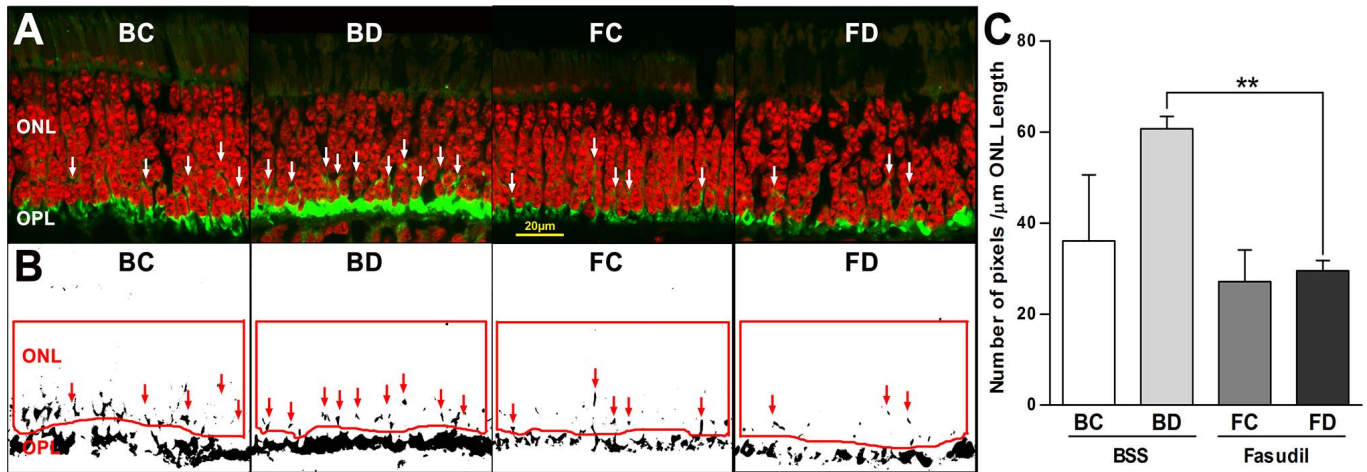 A
BC
BD
FC
FD
ONL
OPL
20µm
B
BC
BD
FC
FD
ONL
OPL
C
Number of pixels /µm ONL Length
80
60
40
20
0
**
BC
BD
FC
FD
BSS
Fasudil